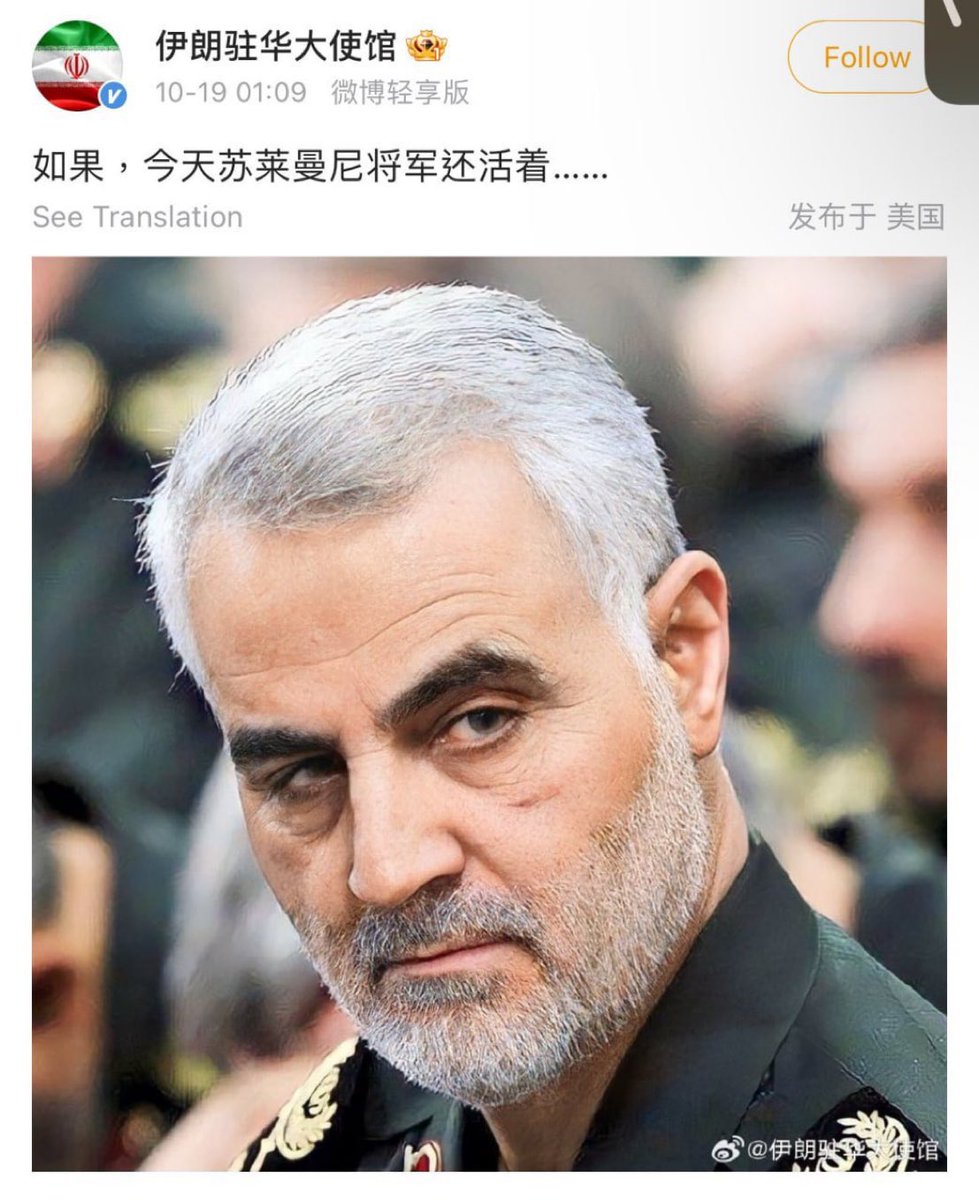 伊朗驻华大使馆
Follow
10-19 01:09 微博轻享版
如果，今天苏莱曼尼将军还活着……
See Translation
发布于 美国
@伊朗驻华大使馆